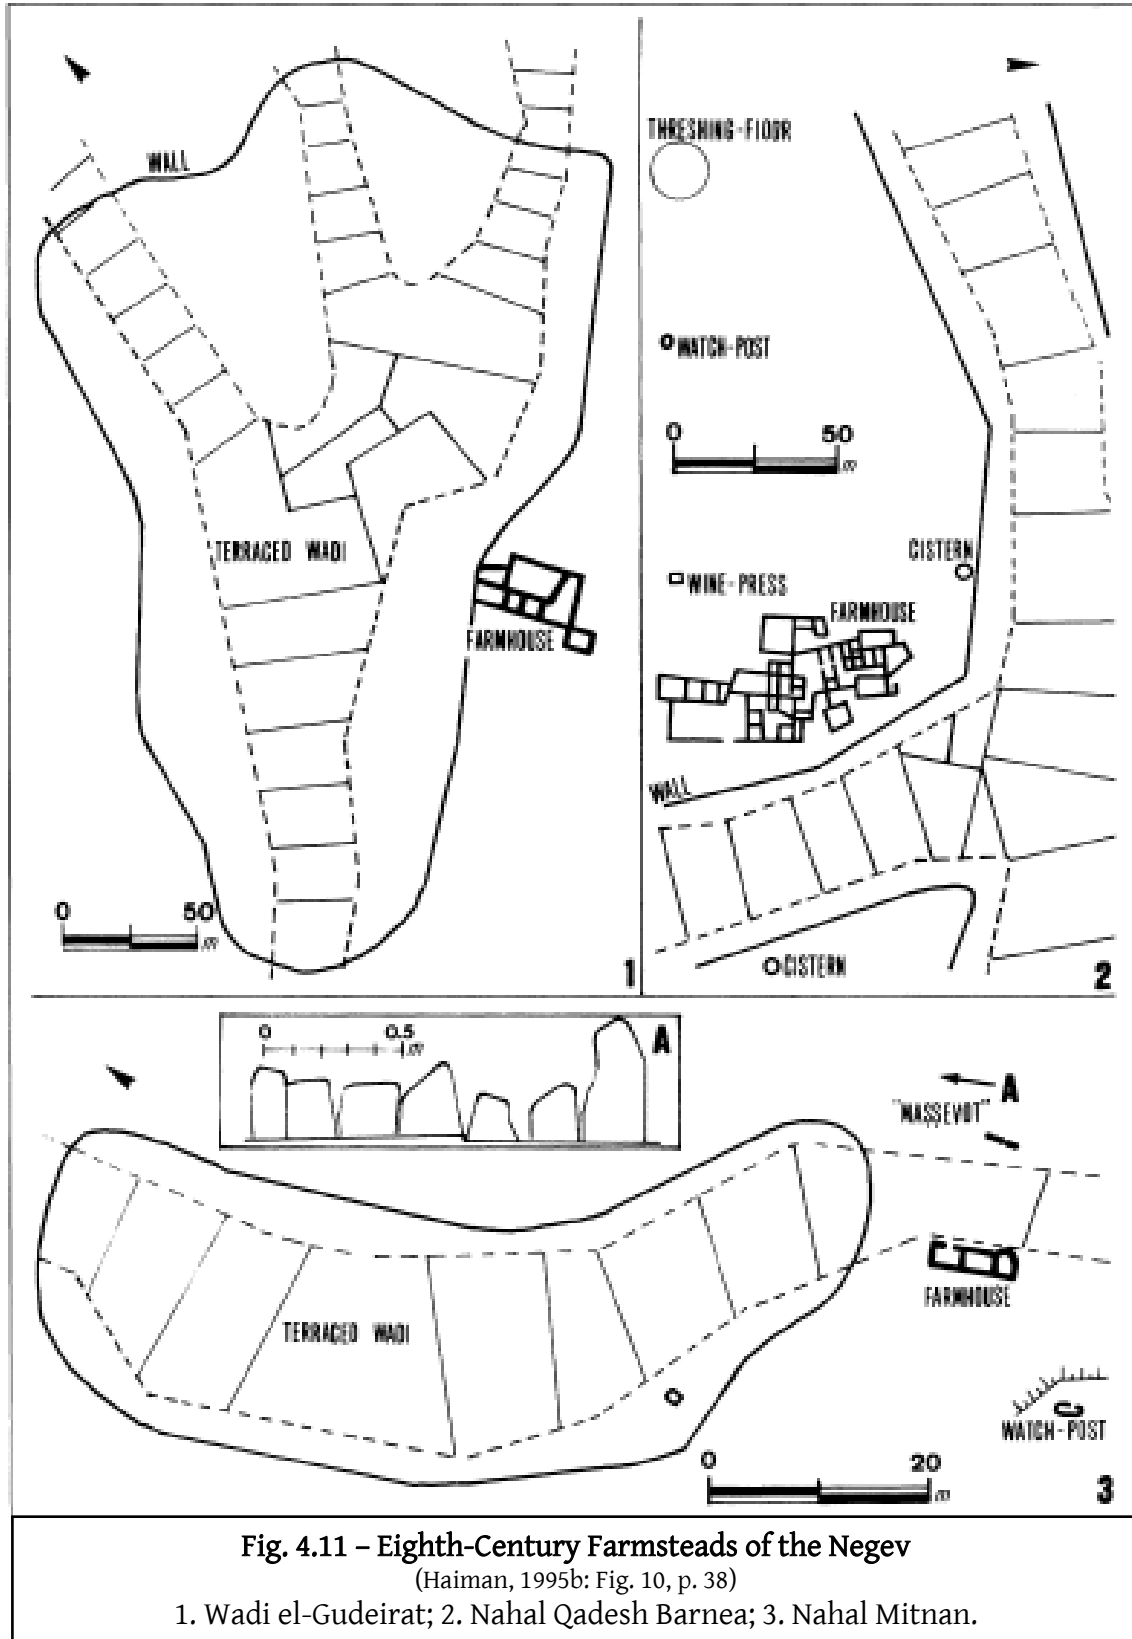 WALL
TERRACED WADI
FARMHOUSE
0 50
m
1
THRESHING-FLOOR
WATCH-POST
0 50
m
CISTERN
WINE-PRESS
FARMHOUSE
WALL
CISTERN
2
0 0.5
m
A
A
"MAṢṢEVOT"
TERRACED WADI
FARMHOUSE
WATCH-POST
0 20
m
3
Fig. 4.11 – Eighth-Century Farmsteads of the Negev
(Haiman, 1995b: Fig. 10, p. 38)
1. Wadi el-Gudeirat; 2. Nahal Qadesh Barnea; 3. Nahal Mitnan.